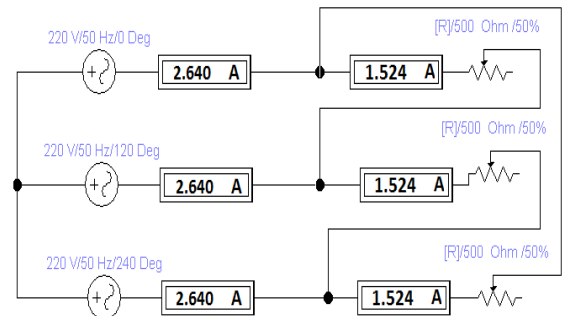 220 V/50 Hz/0 Deg
[R]/500 Ohm /50%
2.640 A
1.524 A
220 V/50 Hz/120 Deg
[R]/500 Ohm /50%
2.640 A
1.524 A
220 V/50 Hz/240 Deg
[R]/500 Ohm /50%
2.640 A
1.524 A